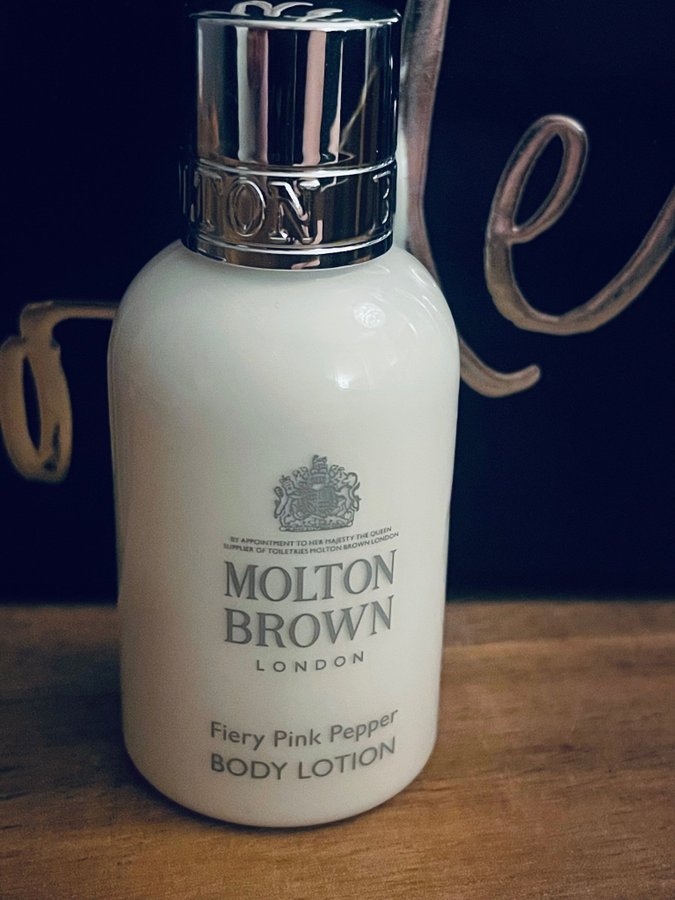 LTON B
BY APPOINTMENT TO HER MAJESTY THE QUEEN
SUPPLIER OF TOILETRIES MOLTON BROWN LONDON
MOLTON
BROWN
LONDON
Fiery Pink Pepper
BODY LOTION